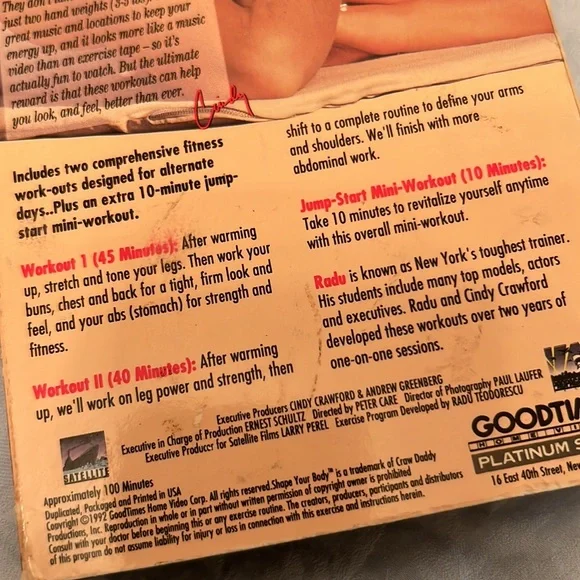 They don't
just two hand weights (3-5 lbs
great music and locations to keep your
energy up, and it looks more like a music
video than an exercise tape – so it's
actually fun to watch. But the ultimate
reward is that these workouts can help
you look, and feel, better than ever.
Cindy
Includes two comprehensive fitness
work-outs designed for alternate
days..Plus an extra 10-minute jump-
start mini-workout.
Workout 1 (45 Minutes): After warming
up, stretch and tone your legs. Then work your
buns, chest and back for a tight, firm look and
feel, and your abs (stomach) for strength and
fitness.
Workout II (40 Minutes): After warming
up, we'll work on leg power and strength, then
shift to a complete routine to define your arms
and shoulders. We'll finish with more
abdominal work.
Jump-Start Mini-Workout (10 Minutes):
Take 10 minutes to revitalize yourself anytime
with this overall mini-workout.
Radu is known as New York's toughest trainer.
His students include many top models, actors
and executives. Radu and Cindy Crawford
developed these workouts over two years of
one-on-one sessions.
Executive Producers CINDY CRAWFORD & ANDREW GREENBERG
Executive in Charge of Production ERNEST SCHULTZ Directed by PETER CARE Director of Photography PAUL LAUFER
Executive Producer for Satellite Films LARRY PEREL Exercise Program Developed by RADU TEODORESCU
SATELLITE
Approximately 100 Minutes
Duplicated, Packaged and Printed in USA
Copyright ©1992 GoodTimes Home Video Corp. All rights reserved.Shape Your Body™ is a trademark of Craw Daddy
Productions, Inc. Reproduction in whole or in part without written permission of copyright owner is prohibited
Consult with your doctor before beginning this or any exercise routine. The creators, producers, participants and distributors
of this program do not assume liability for injury or loss in connection with this exercise and instructions herein.
GOODTI
HOME VI
PLATINUM S
16 East 40th Street, New